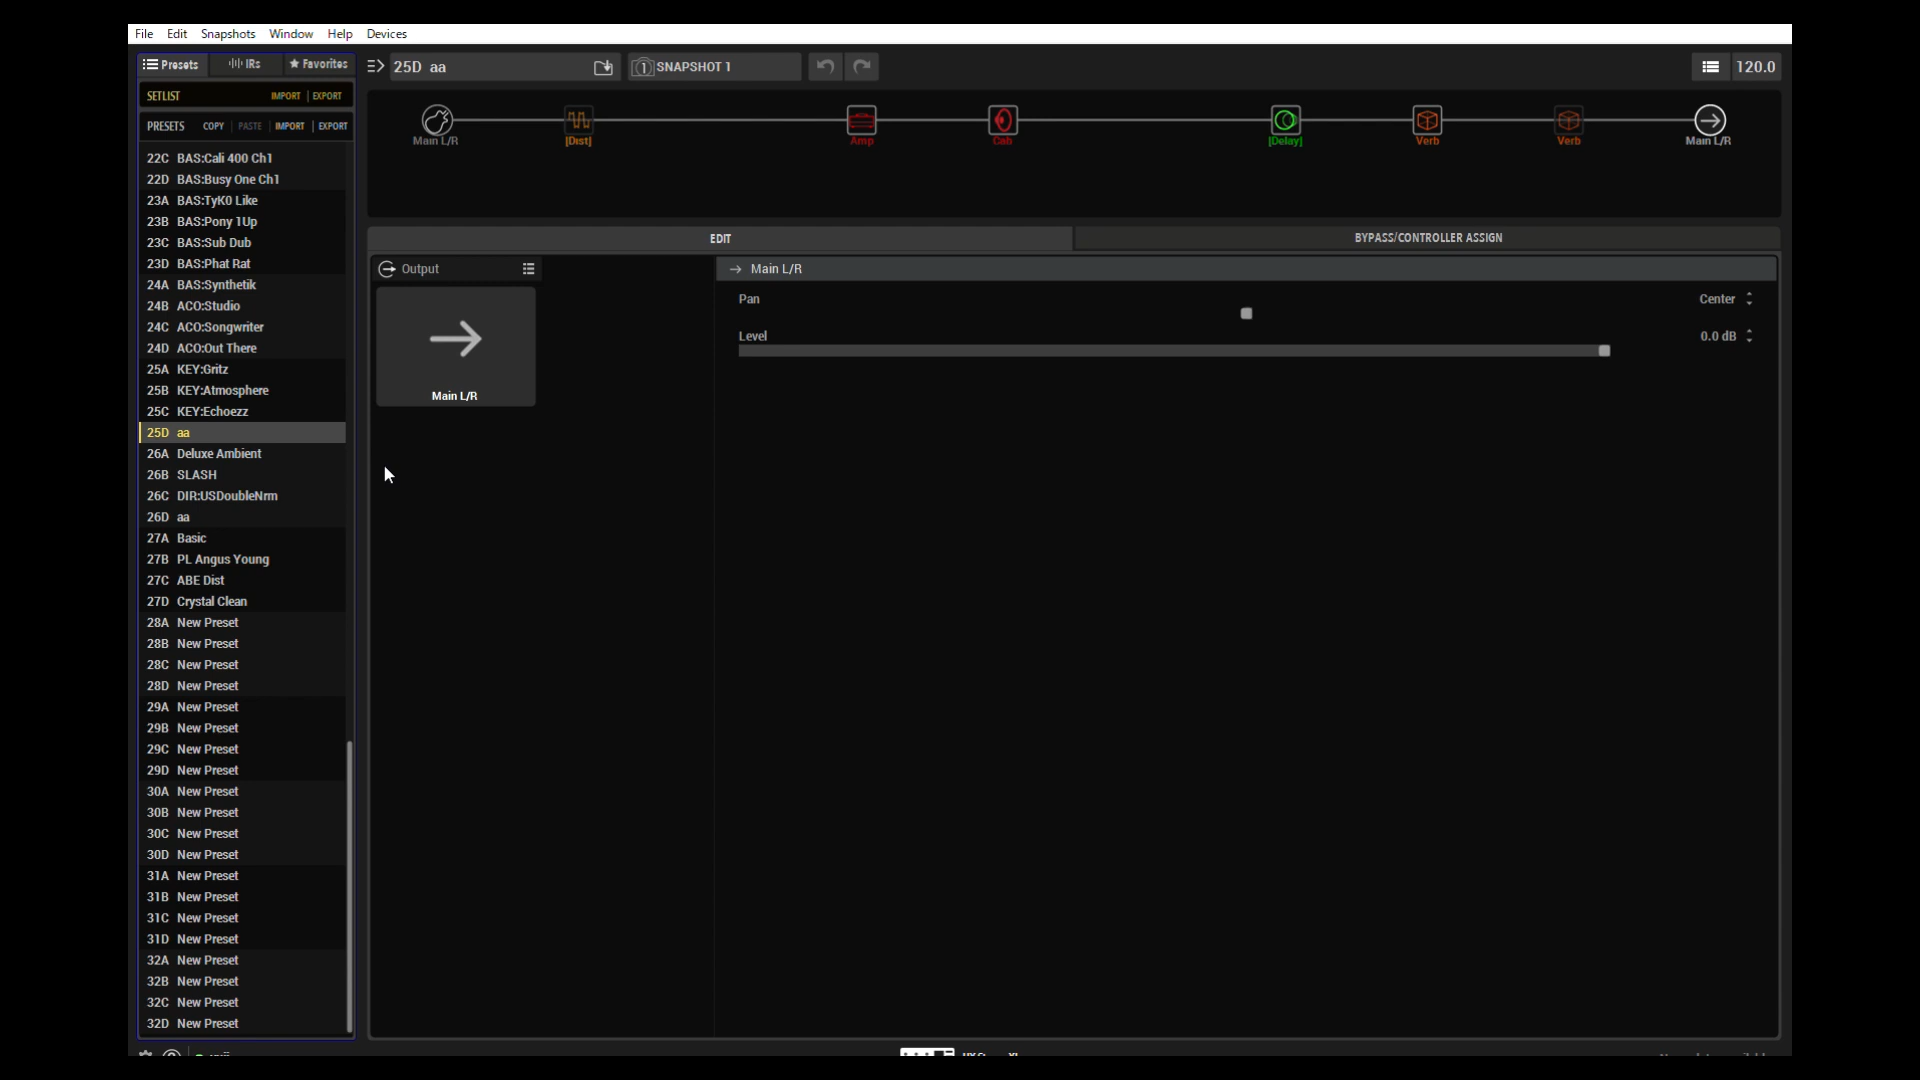 File Edit Snapshots Window Help Devices
Presets IRs Favorites
25D aa
1 SNAPSHOT 1
120.0
SETLIST IMPORT | EXPORT
PRESETS COPY | PASTE | IMPORT | EXPORT
Main L/R [Dist] Amp Cab [Delay] Verb Verb Main L/R
22C BAS:Cali 400 Ch1
22D BAS:Busy One Ch1
23A BAS:TyK0 Like
23B BAS:Pony 1Up
23C BAS:Sub Dub
23D BAS:Phat Rat
24A BAS:Synthetik
24B ACO:Studio
24C ACO:Songwriter
24D ACO:Out There
25A KEY:Gritz
25B KEY:Atmosphere
25C KEY:Echoezz
25D aa
26A Deluxe Ambient
26B SLASH
26C DIR:USDoubleNrm
26D aa
27A Basic
27B PL Angus Young
27C ABE Dist
27D Crystal Clean
28A New Preset
28B New Preset
28C New Preset
28D New Preset
29A New Preset
29B New Preset
29C New Preset
29D New Preset
30A New Preset
30B New Preset
30C New Preset
30D New Preset
31A New Preset
31B New Preset
31C New Preset
31D New Preset
32A New Preset
32B New Preset
32C New Preset
32D New Preset
EDIT
BYPASS/CONTROLLER ASSIGN
Output
Main L/R
Main L/R
Pan Center
Level 0.0 dB